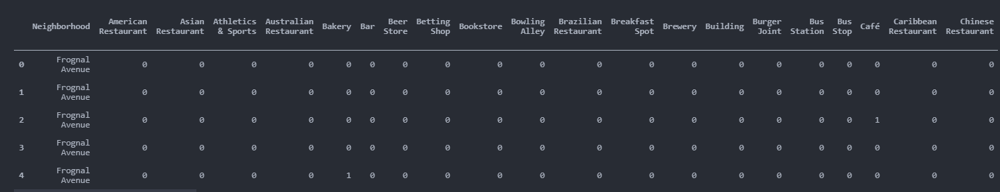 Neighborhood American Restaurant Asian Restaurant Athletics & Sports Australian Restaurant Bakery Bar Beer Store Betting Shop Bookstore Bowling Alley Brazilian Restaurant Breakfast Spot Brewery Building Burger Joint Bus Station Bus Stop Café Caribbean Restaurant Chinese Restaurant
0 Frognal Avenue 0 0 0 0 0 0 0 0 0 0 0 0 0 0 0 0 0 0 0 0
1 Frognal Avenue 0 0 0 0 0 0 0 0 0 0 0 0 0 0 0 0 0 0 0 0
2 Frognal Avenue 0 0 0 0 0 0 0 0 0 0 0 0 0 0 0 0 0 1 0 0
3 Frognal Avenue 0 0 0 0 0 0 0 0 0 0 0 0 0 0 0 0 0 0 0 0
4 Frognal Avenue 0 0 0 0 1 0 0 0 0 0 0 0 0 0 0 0 0 0 0 0